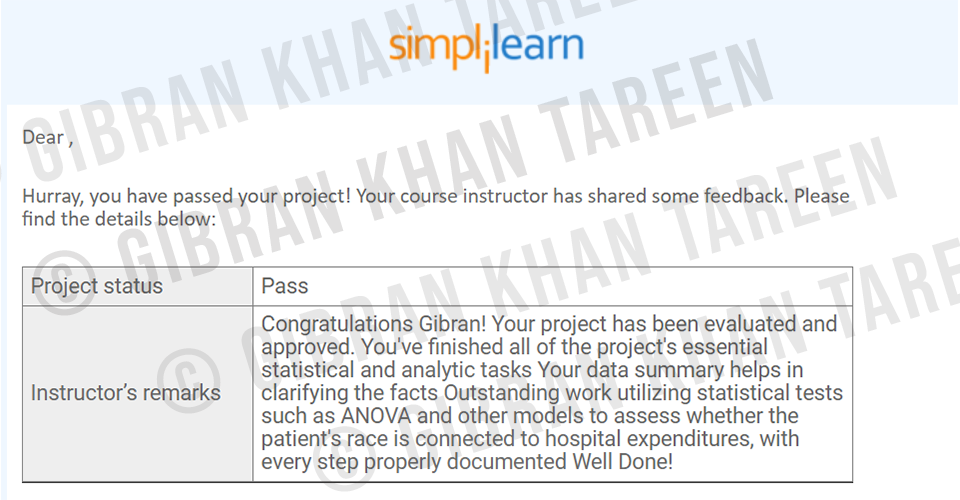 simplilearn
Dear ,
Hurray, you have passed your project! Your course instructor has shared some feedback. Please
find the details below:
Project status
Pass
Instructor's remarks
Congratulations Gibran! Your project has been evaluated and
approved. You've finished all of the project's essential
statistical and analytic tasks Your data summary helps in
clarifying the facts Outstanding work utilizing statistical tests
such as ANOVA and other models to assess whether the
patient's race is connected to hospital expenditures, with
every step properly documented Well Done!
GIBRAN KHAN TAREEN
© GIBRAN KHAN TAREEN
© GIBRAN KHAN TAREEN
© GIBRAN KHAN TAREEN